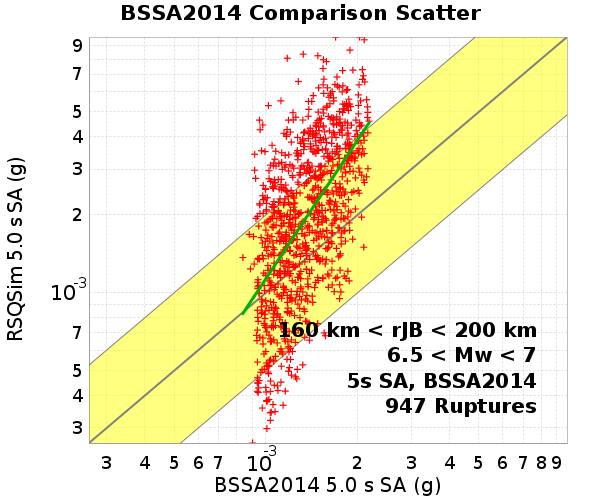 BSSA2014 Comparison Scatter
9
7
5
4
3
2
10-3
7
5
4
3
RSQSim 5.0 s SA (g)
160 km < rJB < 200 km
6.5 < Mw < 7
5s SA, BSSA2014
947 Ruptures
3 4 5 6 7 10-3 2 3 4 5 6 7 8 9
BSSA2014 5.0 s SA (g)